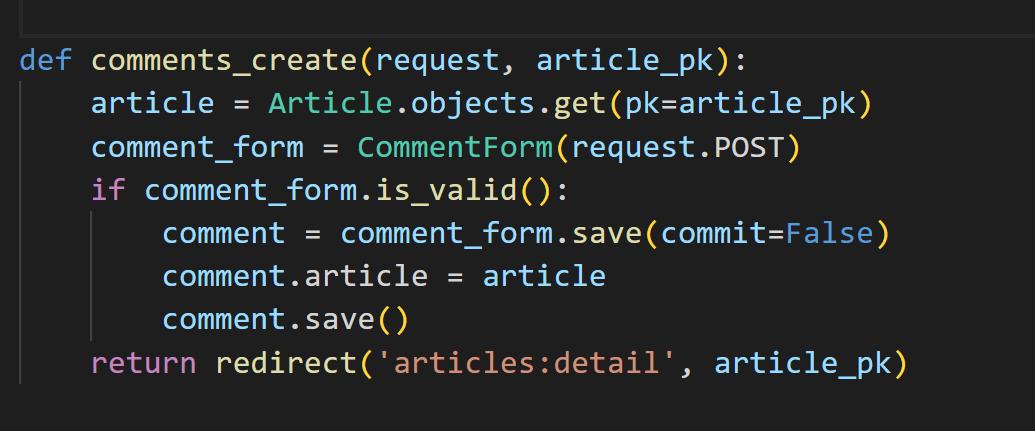 def comments_create(request, article_pk):
    article = Article.objects.get(pk=article_pk)
    comment_form = CommentForm(request.POST)
    if comment_form.is_valid():
        comment = comment_form.save(commit=False)
        comment.article = article
        comment.save()
    return redirect('articles:detail', article_pk)